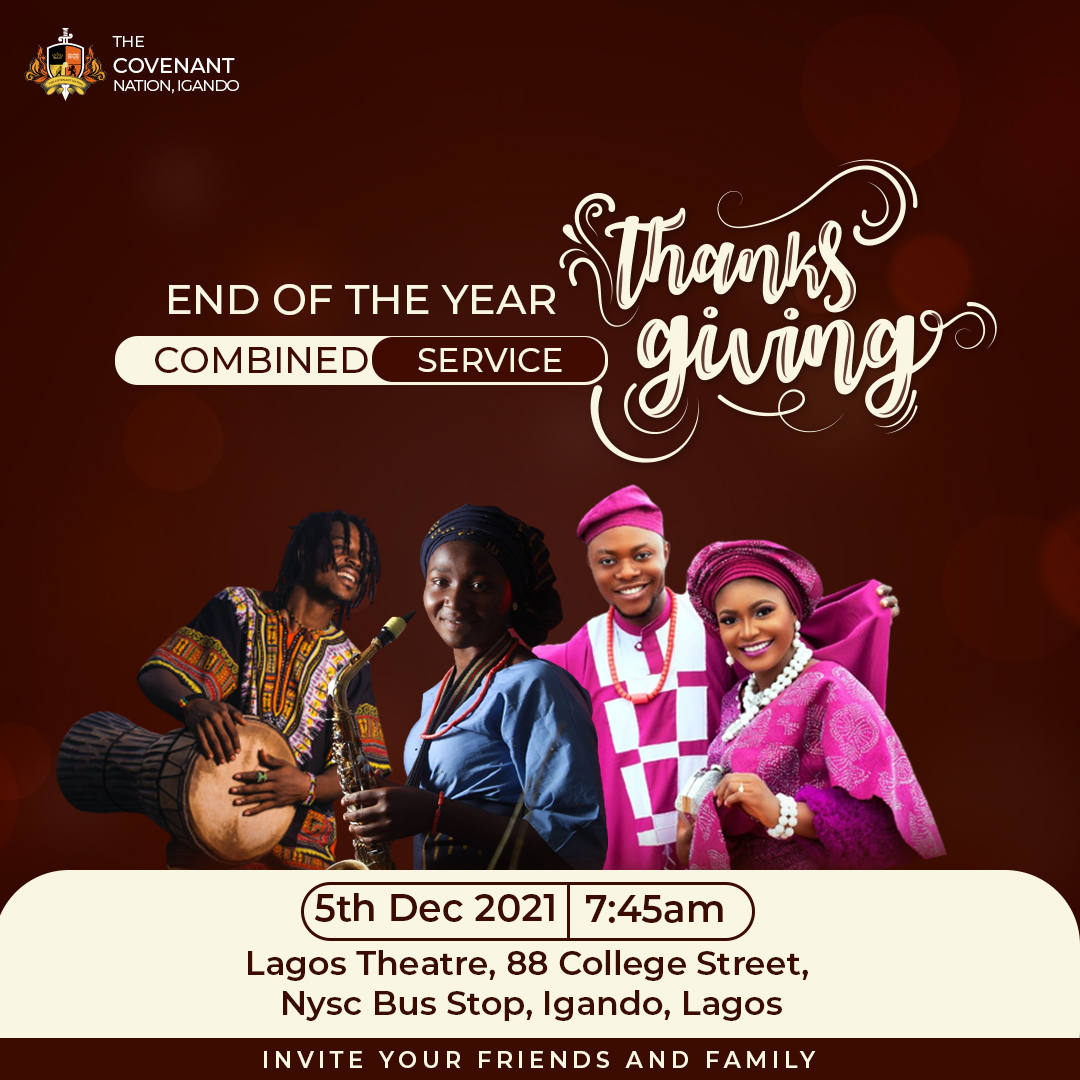 THE
COVENANT
NATION, IGANDO
thanks
giving
END OF THE YEAR
COMBINED SERVICE
5th Dec 2021 7:45am
Lagos Theatre, 88 College Street,
Nysc Bus Stop, Igando, Lagos
INVITE YOUR FRIENDS AND FAMILY